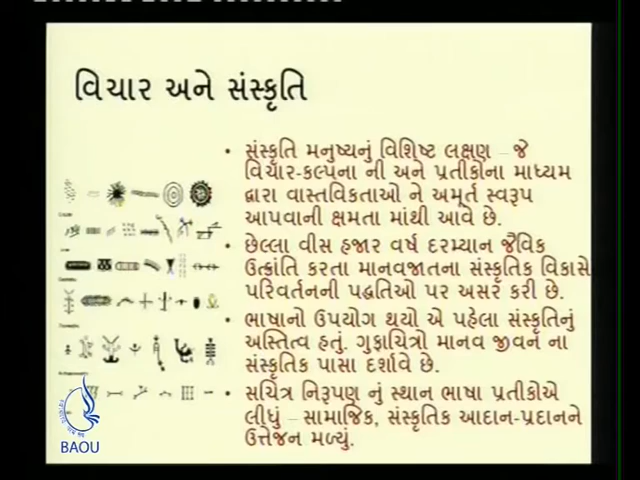 વિચાર અને સંસ્કૃતિ
• સંસ્કૃતિ મનુષ્યનું વિશિષ્ટ લક્ષણ – જે
વિચાર-કલ્પના ની અને પ્રતીકોના માધ્યમ
દ્વારા વાસ્તવિકતાઓ ને અમૂર્ત સ્વરૂપ
આપવાની ક્ષમતા માંથી આવે છે.
• છેલ્લા વીસ હજાર વર્ષ દરમ્યાન જૈવિક
ઉત્ક્રાંતિ કરતા માનવજાતના સંસ્કૃતિક વિકાસે
પરિવર્તનની પદ્ધતિઓ પર અસર કરી છે.
• ભાષાનો ઉપયોગ થયો એ પહેલા સંસ્કૃતિનું
અસ્તિત્વ હતું. ગુફાચિત્રો માનવ જીવન ના
સંસ્કૃતિક પાસા દર્શાવે છે.
• સચિત્ર નિરૂપણ નું સ્થાન ભાષા પ્રતીકોએ
લીધું – સામાજિક, સંસ્કૃતિક આદાન-પ્રદાનને
ઉત્તેજન મળ્યું.
BAOU